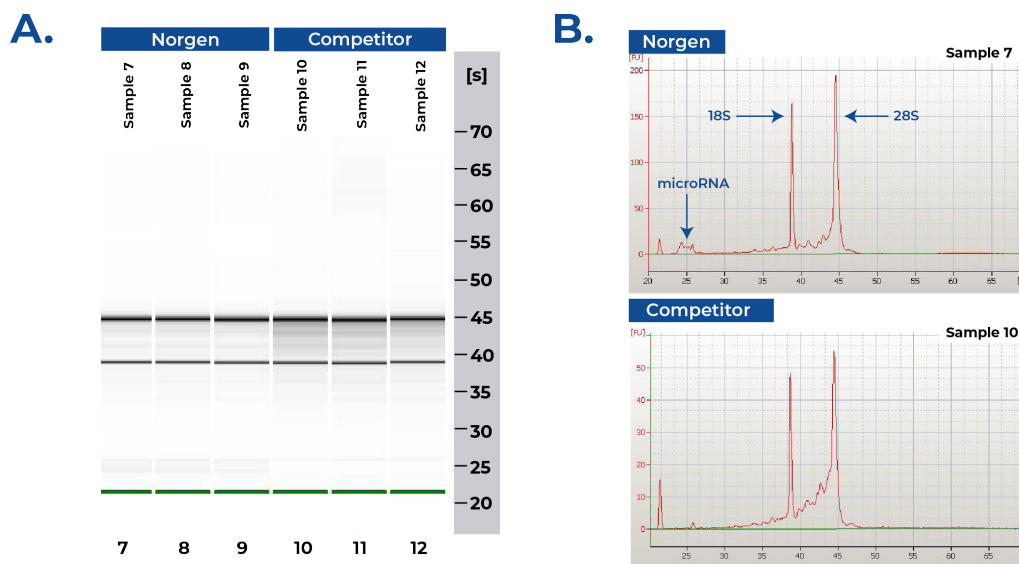 A.
Norgen
Competitor
Sample 7
Sample 8
Sample 9
Sample 10
Sample 11
Sample 12
[s]
70
65
60
55
50
45
40
35
30
25
20
7 8 9 10 11 12
B.
Norgen
Sample 7
[FU]
200
150
100
50
0
18S
28S
microRNA
20 25 30 35 40 45 50 55 60 65
Competitor
Sample 10
[FU]
50
40
30
20
10
0
25 30 35 40 45 50 55 60 65